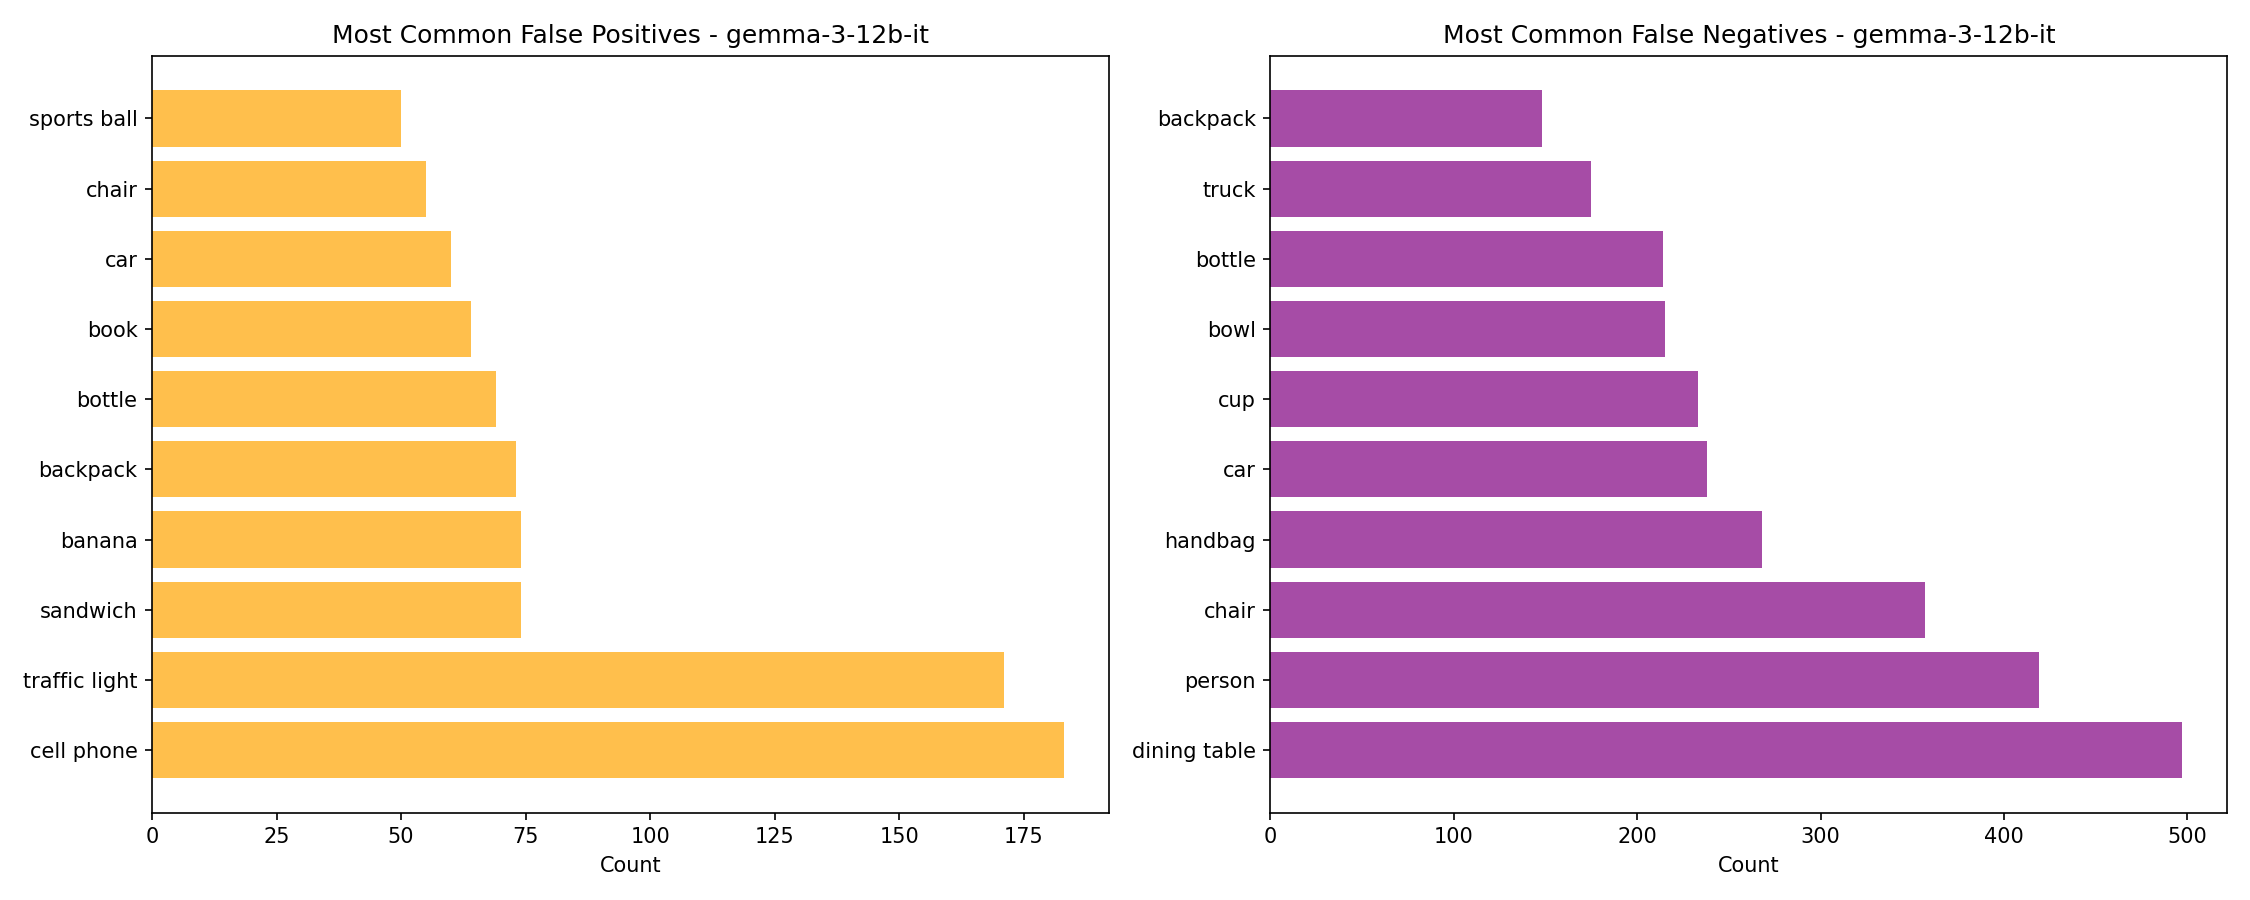 Most Common False Positives - gemma-3-12b-it
sports ball
chair
car
book
bottle
backpack
banana
sandwich
traffic light
cell phone
0 25 50 75 100 125 150 175
Count
Most Common False Negatives - gemma-3-12b-it
backpack
truck
bottle
bowl
cup
car
handbag
chair
person
dining table
0 100 200 300 400 500
Count